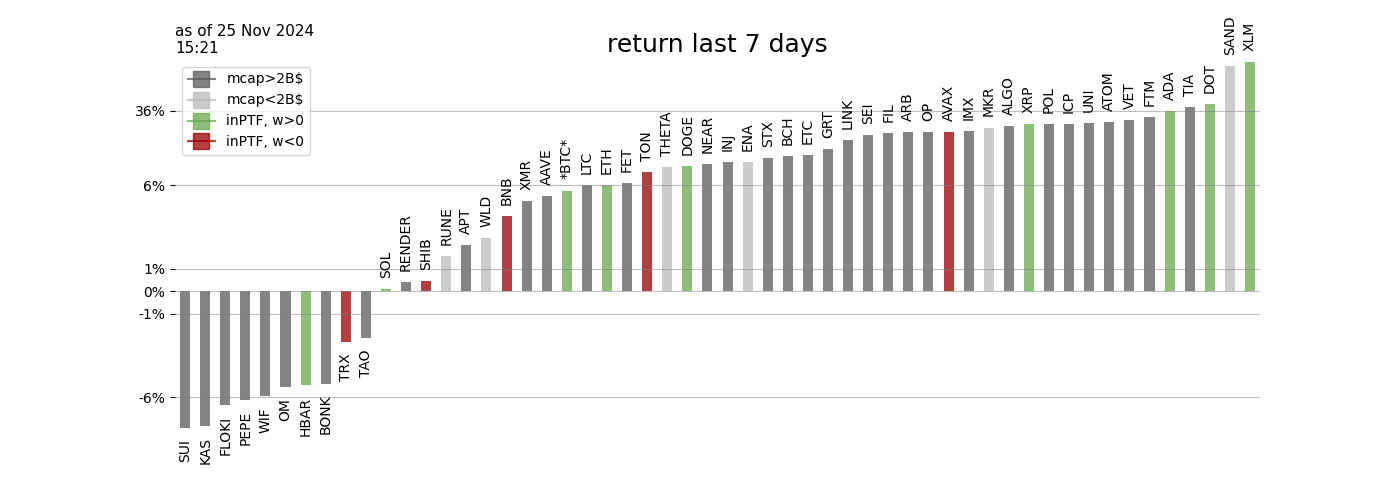 as of 25 Nov 2024
15:21
return last 7 days
mcap>2B$
mcap<2B$
inPTF, w>0
inPTF, w<0
36%
6%
1%
0%
-1%
-6%
SUI
KAS
FLOKI
PEPE
WIF
OM
HBAR
BONK
TRX
TAO
SOL
RENDER
SHIB
RUNE
APT
WLD
BNB
XMR
AAVE
*BTC*
LTC
ETH
FET
TON
THETA
DOGE
NEAR
INJ
ENA
STX
BCH
ETC
GRT
LINK
SEI
FIL
ARB
OP
AVAX
IMX
MKR
ALGO
XRP
POL
ICP
UNI
ATOM
VET
FTM
ADA
TIA
DOT
SAND
XLM